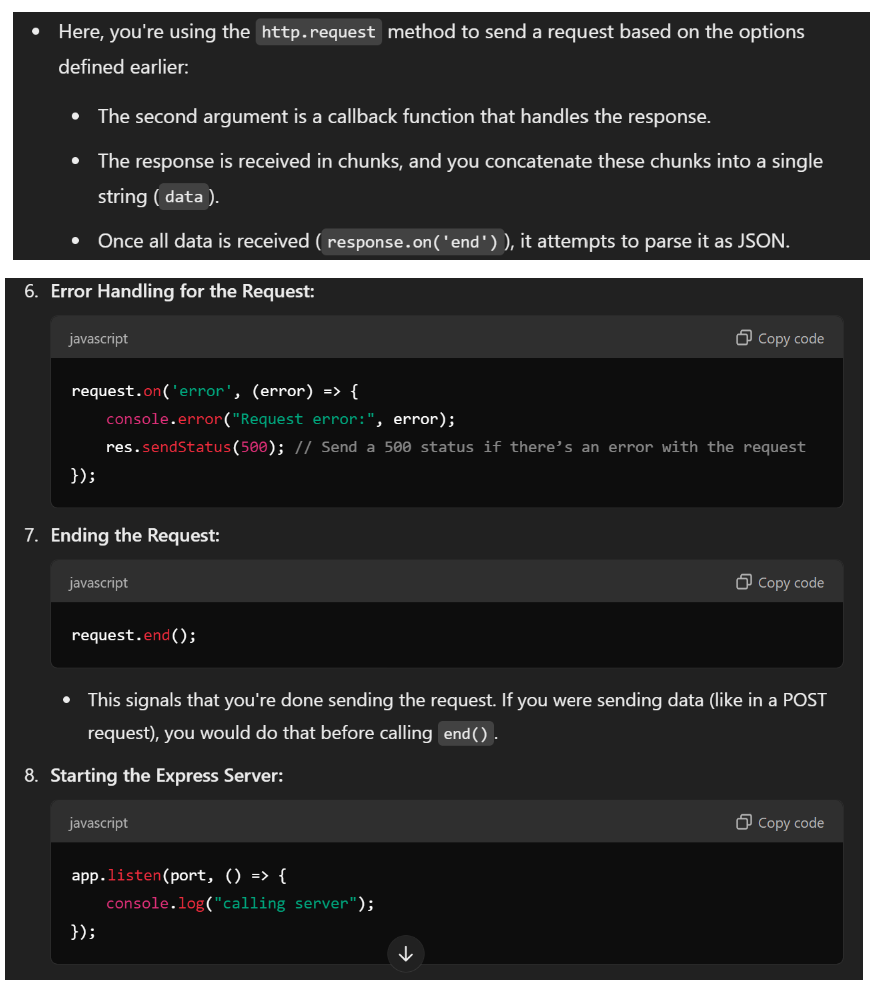 Here, you're using the http.request method to send a request based on the options
defined earlier:
The second argument is a callback function that handles the response.
The response is received in chunks, and you concatenate these chunks into a single
string (data).
Once all data is received (response.on('end')), it attempts to parse it as JSON.
6. Error Handling for the Request:
javascript Copy code
request.on('error', (error) => {
    console.error("Request error:", error);
    res.sendStatus(500); // Send a 500 status if there’s an error with the request
});
7. Ending the Request:
javascript Copy code
request.end();
This signals that you're done sending the request. If you were sending data (like in a POST
request), you would do that before calling end().
8. Starting the Express Server:
javascript Copy code
app.listen(port, () => {
    console.log("calling server");
});